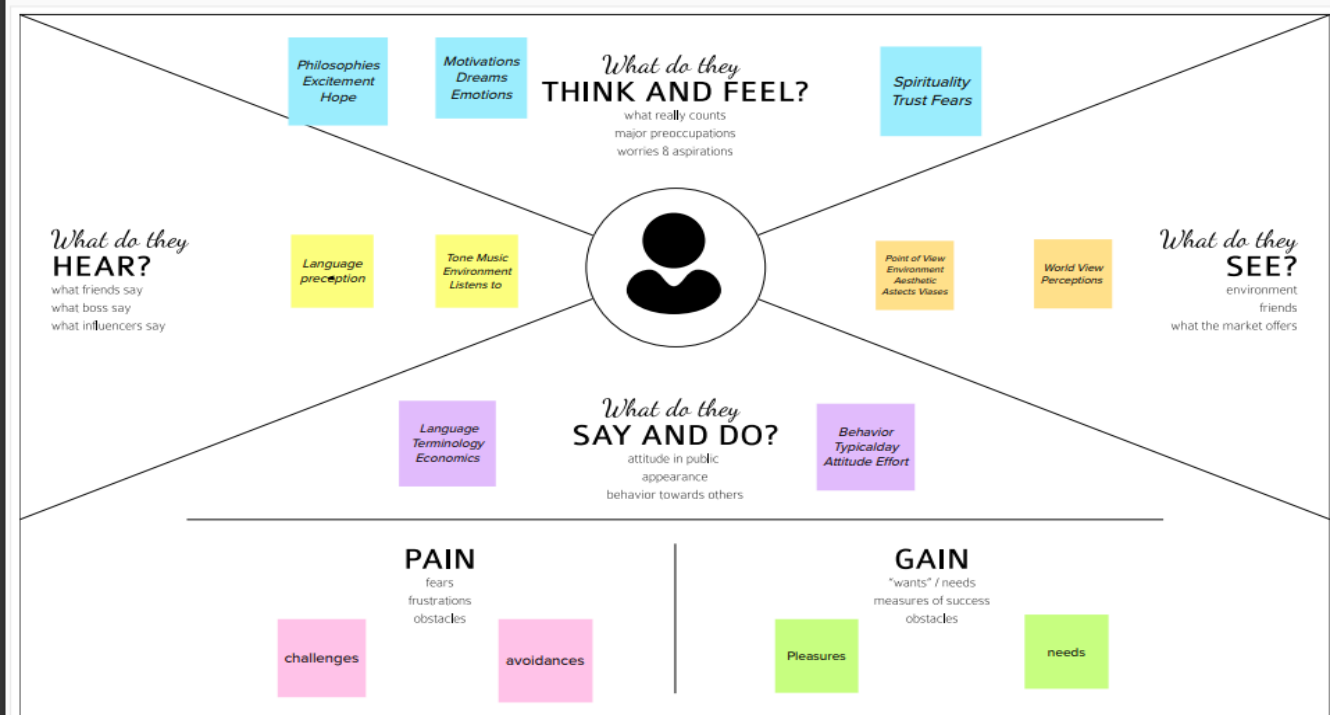 Philosophies
Excitement
Hope
Motivations
Dreams
Emotions
What do they
THINK AND FEEL?
what really counts
major preoccupations
worries & aspirations
Spirituality
Trust Fears
What do they
HEAR?
what friends say
what boss say
what influencers say
Language
preception
Tone Music
Environment
Listens to
Point of View
Environment
Aesthetic
Astects Viases
World View
Perceptions
What do they
SEE?
environment
friends
what the market offers
Language
Terminology
Economics
What do they
SAY AND DO?
attitude in public
appearance
behavior towards others
Behavior
Typicalday
Attitude Effort
PAIN
fears
frustrations
obstacles
challenges
avoidances
GAIN
"wants" / needs
measures of success
obstacles
Pleasures
needs